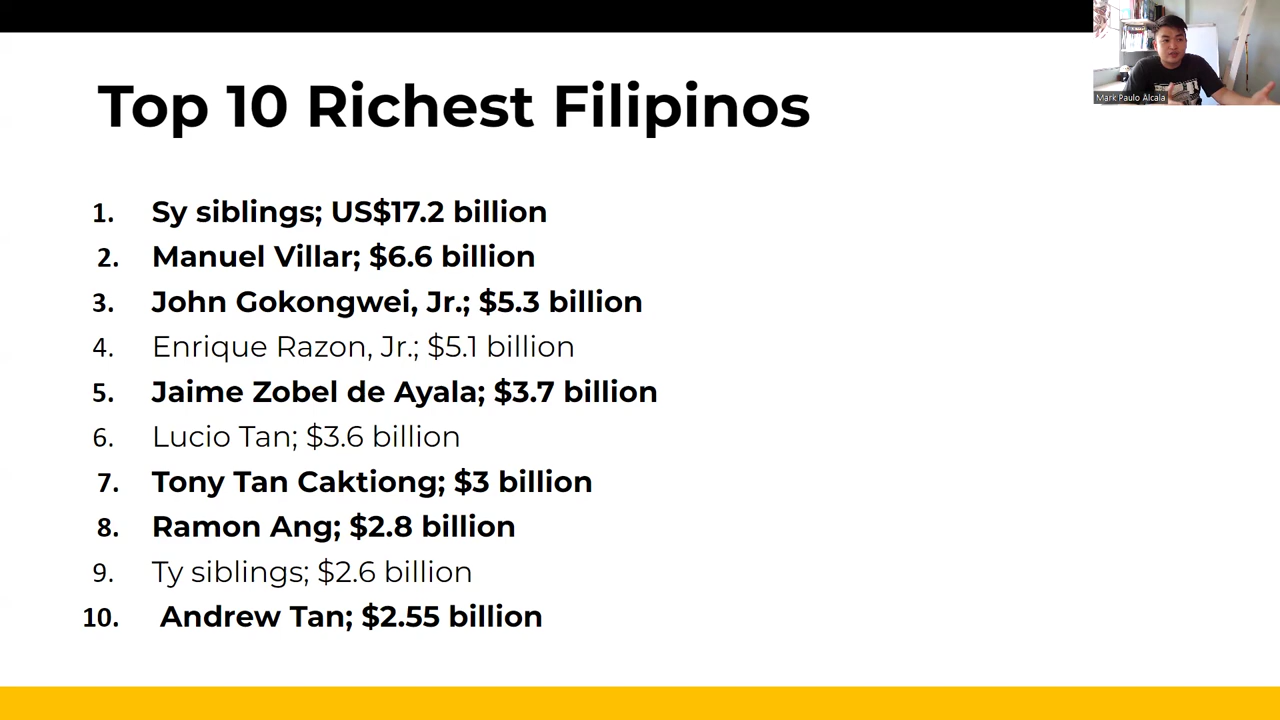 Mark Paulo Alcala
Top 10 Richest Filipinos
1. Sy siblings; US$17.2 billion
2. Manuel Villar; $6.6 billion
3. John Gokongwei, Jr.; $5.3 billion
4. Enrique Razon, Jr.; $5.1 billion
5. Jaime Zobel de Ayala; $3.7 billion
6. Lucio Tan; $3.6 billion
7. Tony Tan Caktiong; $3 billion
8. Ramon Ang; $2.8 billion
9. Ty siblings; $2.6 billion
10. Andrew Tan; $2.55 billion